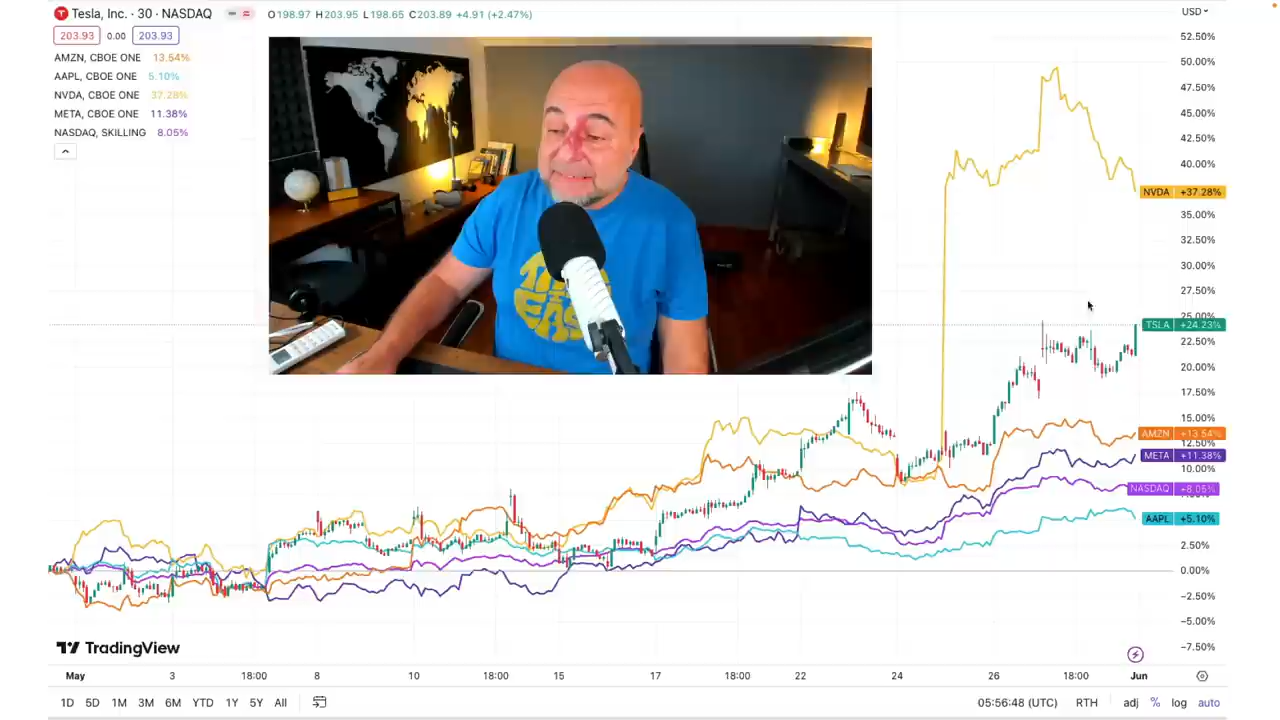 Tesla, Inc. · 30 · NASDAQ
O198.97 H203.95 L198.65 C203.89 +4.91 (+2.47%)
USD
203.93 0.00 203.93
AMZN, CBOE ONE 13.54%
AAPL, CBOE ONE 5.10%
NVDA, CBOE ONE 37.28%
META, CBOE ONE 11.38%
NASDAQ, SKILLING 8.05%
52.50%
50.00%
47.50%
45.00%
42.50%
40.00%
NVDA +37.28%
35.00%
32.50%
30.00%
27.50%
25.00%
TSLA +24.23%
22.50%
20.00%
17.50%
15.00%
AMZN +13.54%
12.50%
META +11.38%
10.00%
NASDAQ +8.05%
AAPL +5.10%
2.50%
0.00%
−2.50%
−5.00%
−7.50%
TradingView
May 3 18:00 8 10 18:00 15 17 18:00 22 24 26 18:00 Jun
1D 5D 1M 3M 6M YTD 1Y 5Y All
05:56:48 (UTC) RTH adj % log auto